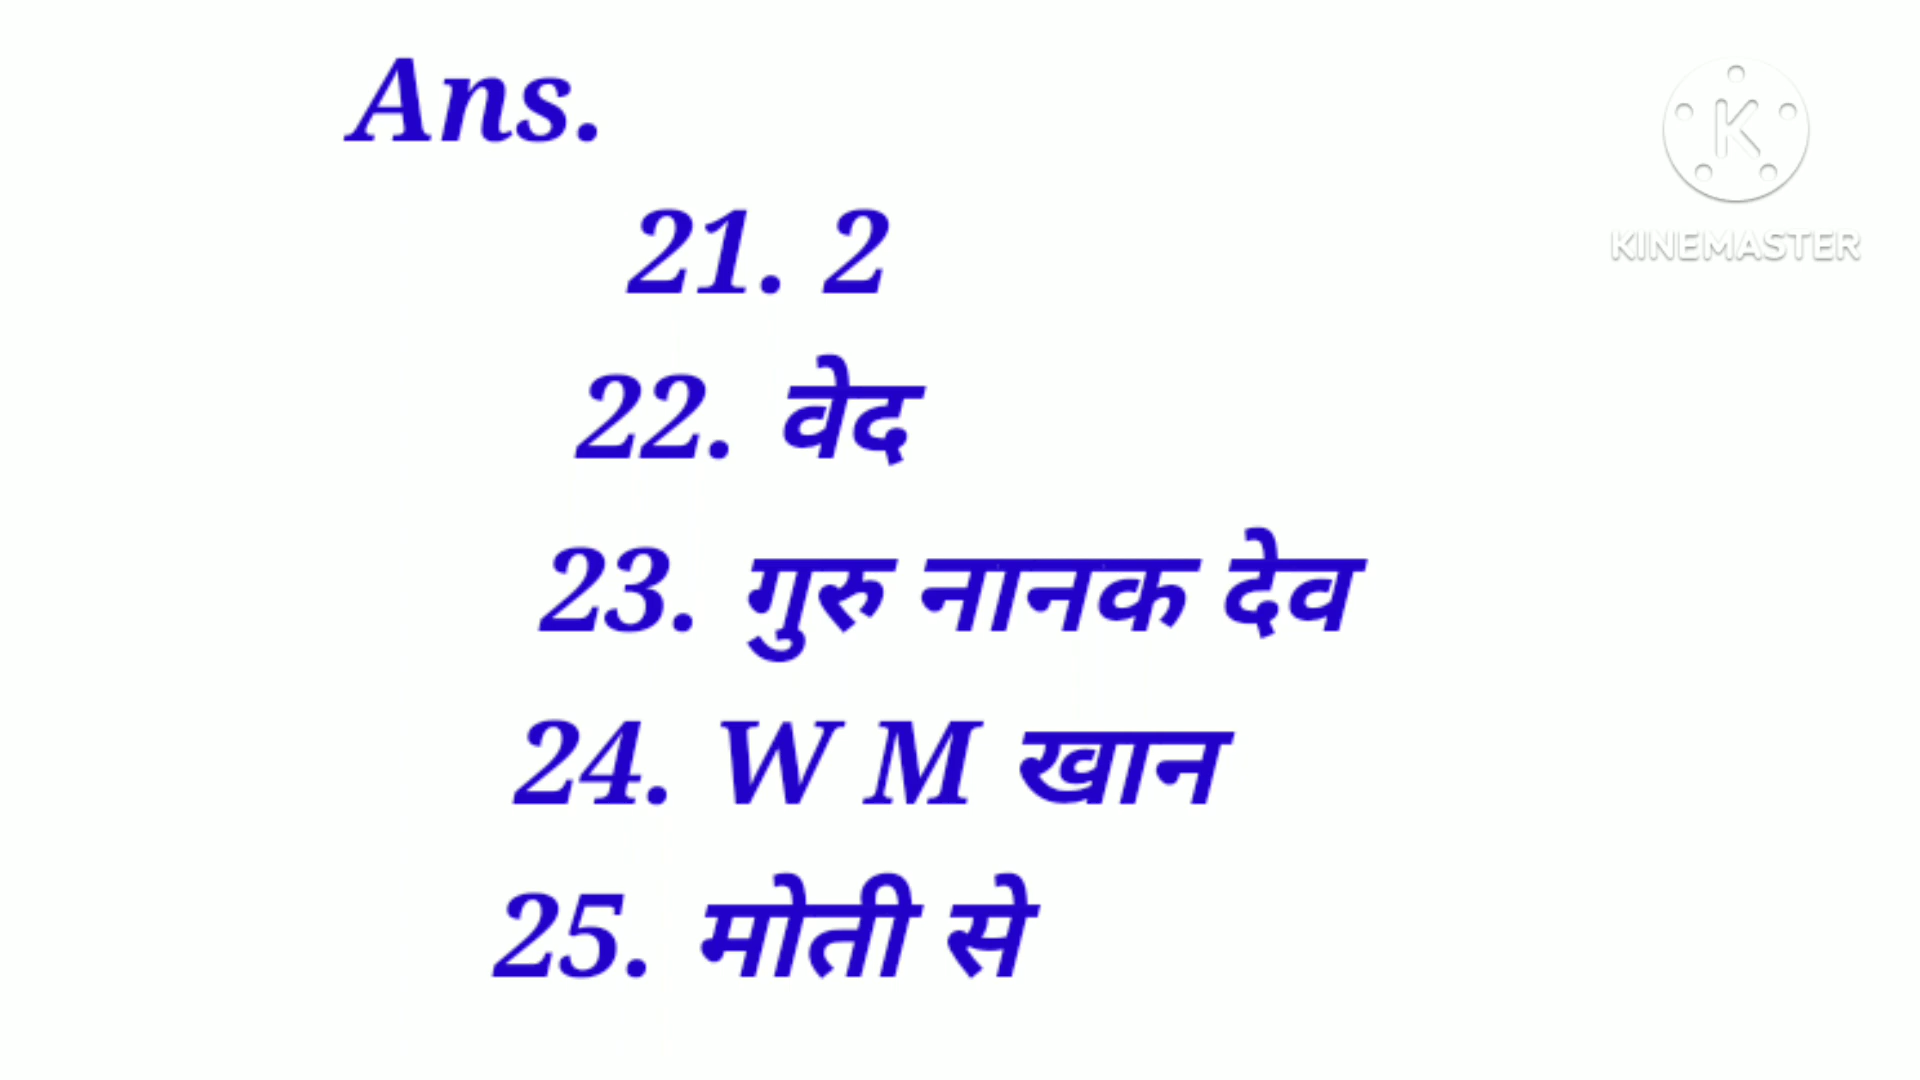 Ans.
K
KINEMASTER
21. 2
22. वेद
23. गुरु नानक देव
24. W M खान
25. मोती से